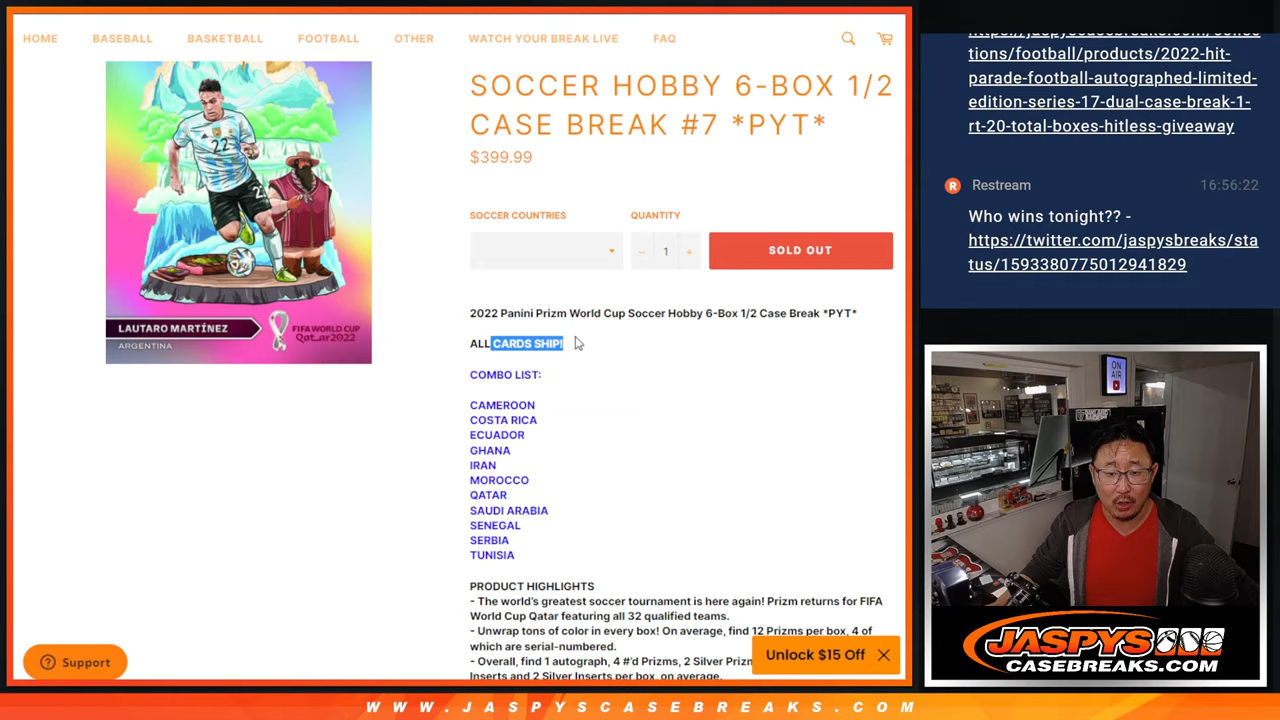 HOME BASEBALL BASKETBALL FOOTBALL OTHER WATCH YOUR BREAK LIVE FAQ
SOCCER HOBBY 6-BOX 1/2
CASE BREAK #7 *PYT*
$399.99
SOCCER COUNTRIES QUANTITY
− 1 + SOLD OUT
22
LAUTARO MARTÍNEZ
ARGENTINA
FIFA WORLD CUP
Qatar2022
2022 Panini Prizm World Cup Soccer Hobby 6-Box 1/2 Case Break *PYT*
ALL CARDS SHIP!
COMBO LIST:
CAMEROON
COSTA RICA
ECUADOR
GHANA
IRAN
MOROCCO
QATAR
SAUDI ARABIA
SENEGAL
SERBIA
TUNISIA
PRODUCT HIGHLIGHTS
- The world's greatest soccer tournament is here again! Prizm returns for FIFA
World Cup Qatar featuring all 32 qualified teams.
- Unwrap tons of color in every box! On average, find 12 Prizms per box, 4 of
which are serial-numbered.
- Overall, find 1 autograph, 4 #'d Prizms, 2 Silver Prizm
Inserts and 2 Silver Inserts per box, on average.
Support
Unlock $15 Off
https://jaspyscasebreaks.com/collec
tions/football/products/2022-hit-
parade-football-autographed-limited-
edition-series-17-dual-case-break-1-
rt-20-total-boxes-hitless-giveaway
R Restream 16:56:22
Who wins tonight?? -
https://twitter.com/jaspysbreaks/sta
tus/1593380775012941829
ON
AIR
JASPYS
CASEBREAKS.COM
WWW.JASPYSCASEBREAKS.COM